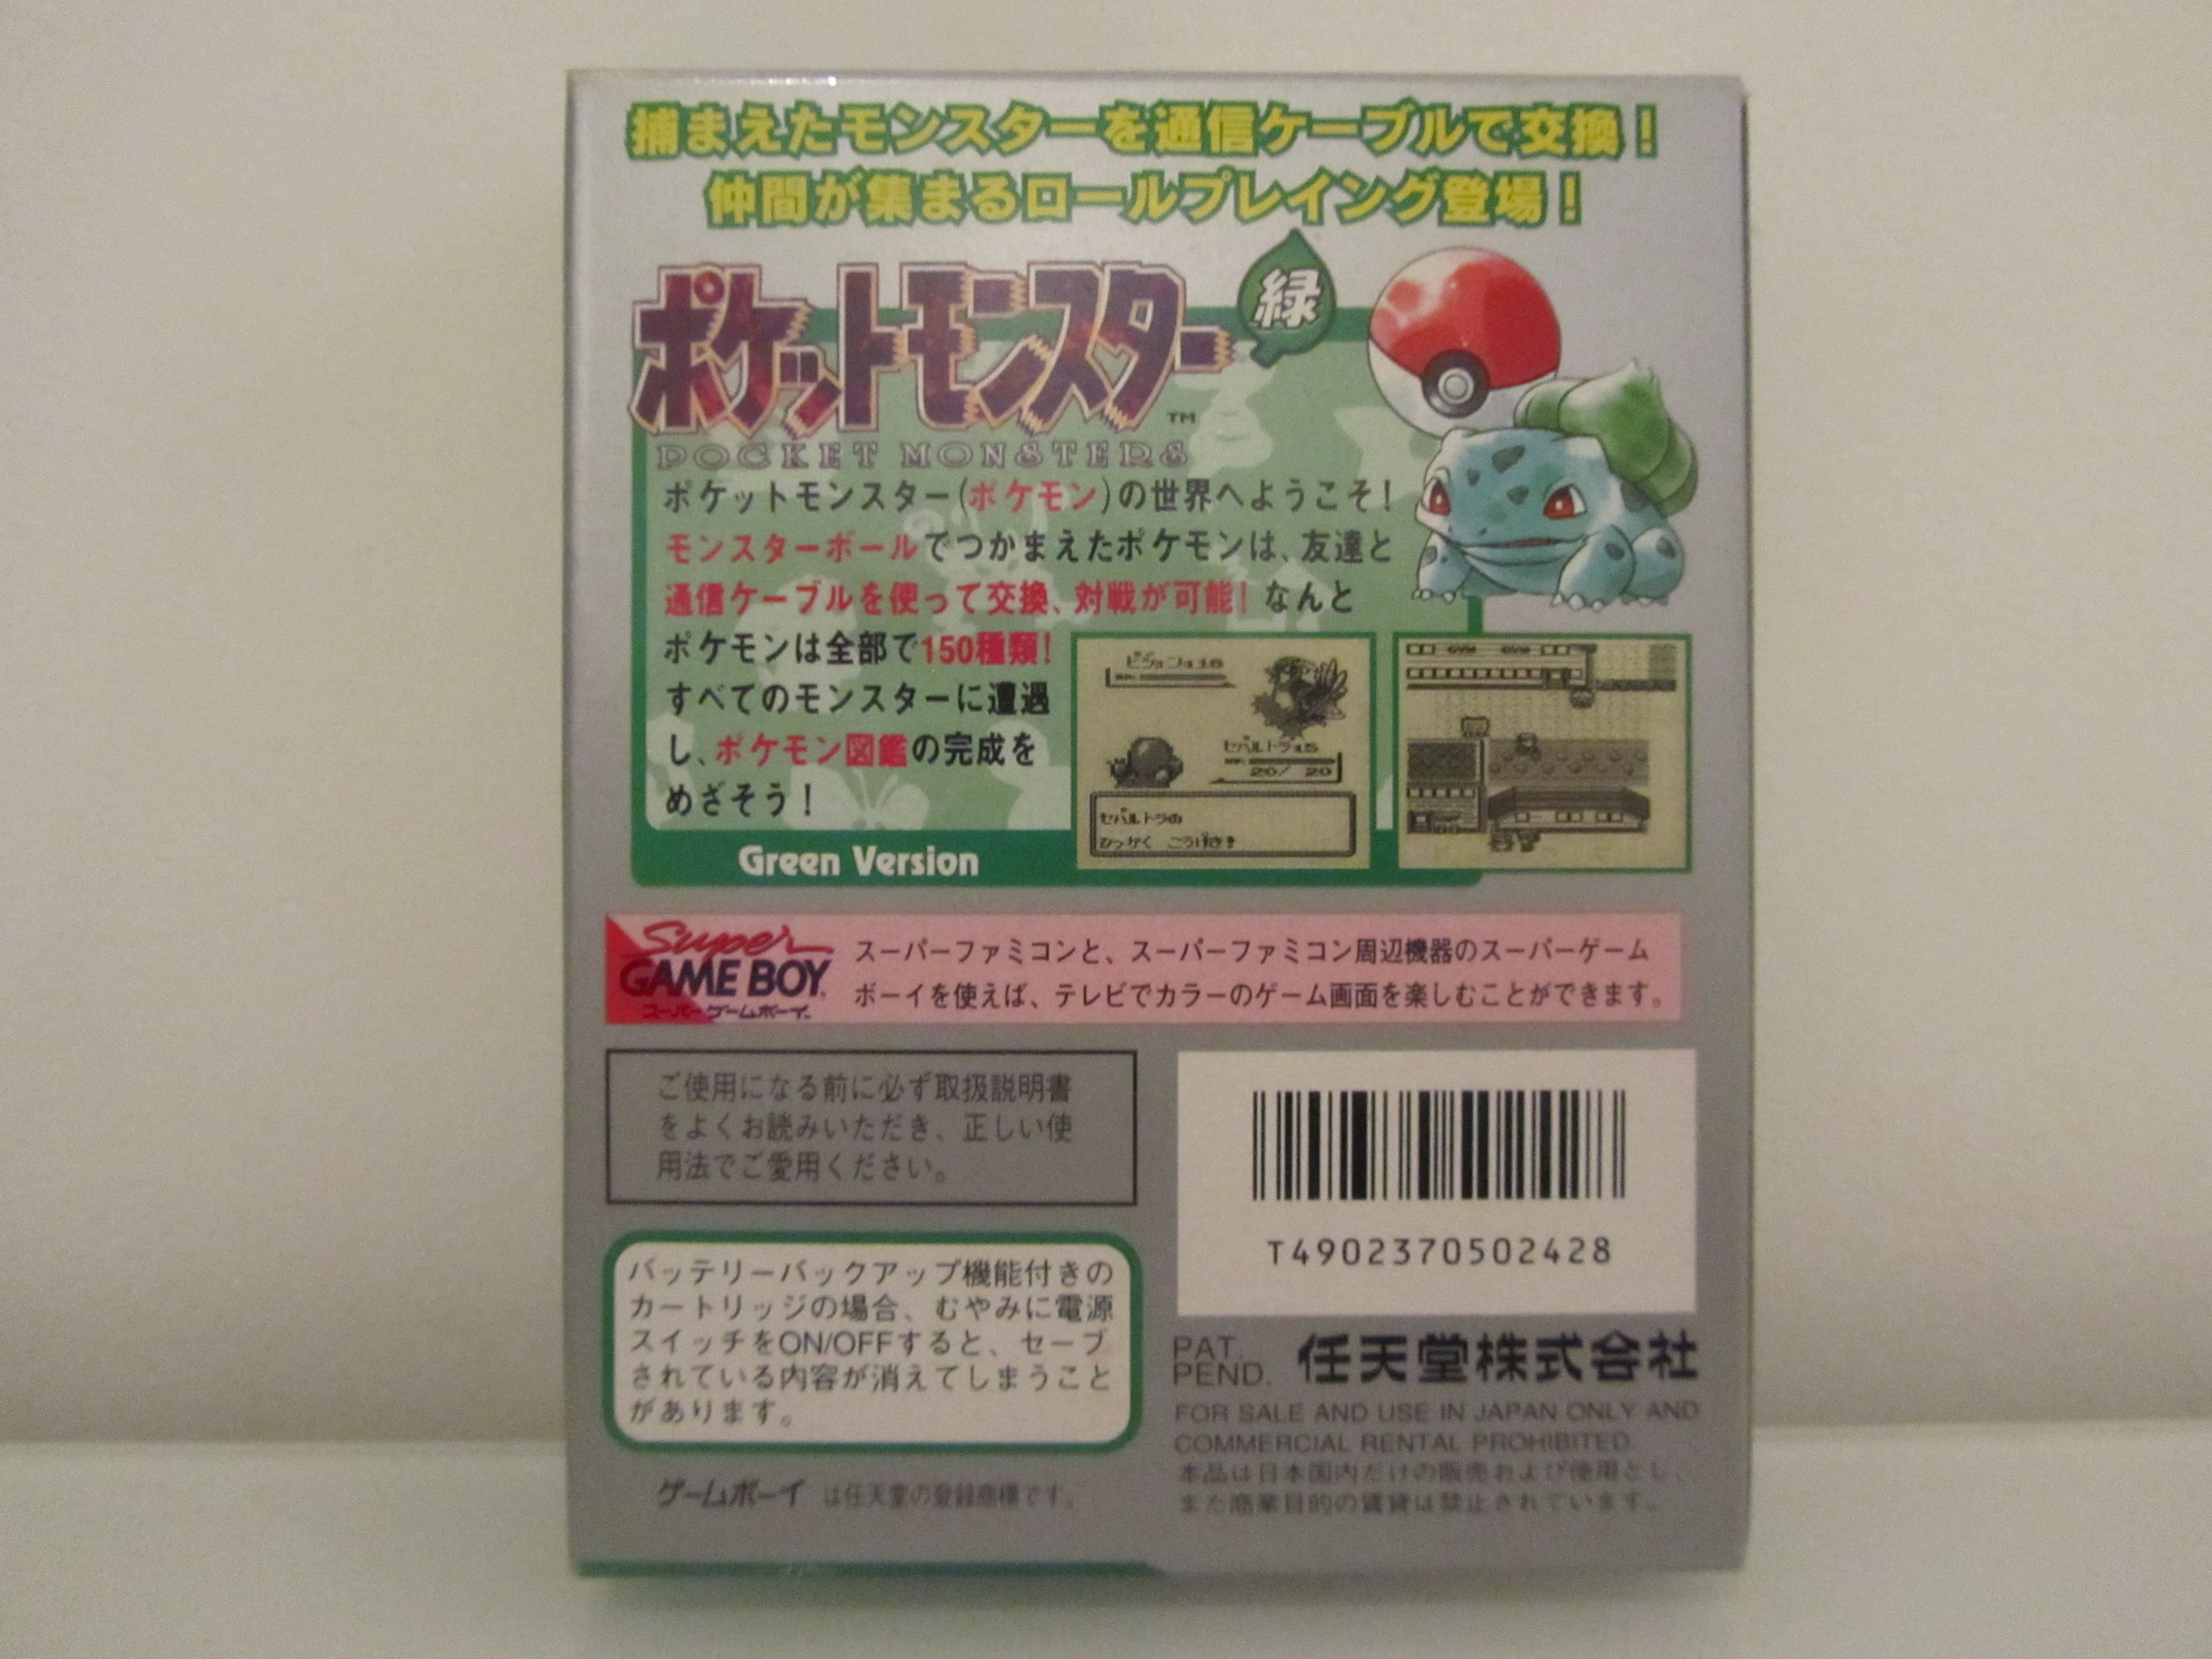 捕まえたモンスターを通信ケーブルで交換！
仲間が集まるロールプレイング登場！
ポケットモンスター 緑
TM
POCKET MONSTERS
ポケットモンスター(ポケモン)の世界へようこそ！
モンスターボールでつかまえたポケモンは、友達と
通信ケーブルを使って交換、対戦が可能！なんと
ポケモンは全部で150種類！
すべてのモンスターに遭遇
し、ポケモン図鑑の完成を
めざそう！
ピジョン
20/ 20
セパルトラの
ひっかく こうげき
GYM
Green Version
Super
GAME BOY
スーパーゲームボーイ
スーパーファミコンと、スーパーファミコン周辺機器のスーパーゲーム
ボーイを使えば、テレビでカラーのゲーム画面を楽しむことができます。
ご使用になる前に必ず取扱説明書
をよくお読みいただき、正しい使
用法でご愛用ください。
バッテリーバックアップ機能付きの
カートリッジの場合、むやみに電源
スイッチをON/OFFすると、セーブ
されている内容が消えてしまうこと
があります。
ゲームボーイ は任天堂の登録商標です。
T4902370502428
PAT.
PEND. 任天堂株式会社
FOR SALE AND USE IN JAPAN ONLY AND
COMMERCIAL RENTAL PROHIBITED.
本品は日本国内だけの販売および使用とし、
また商業目的の賃貸は禁止されています。